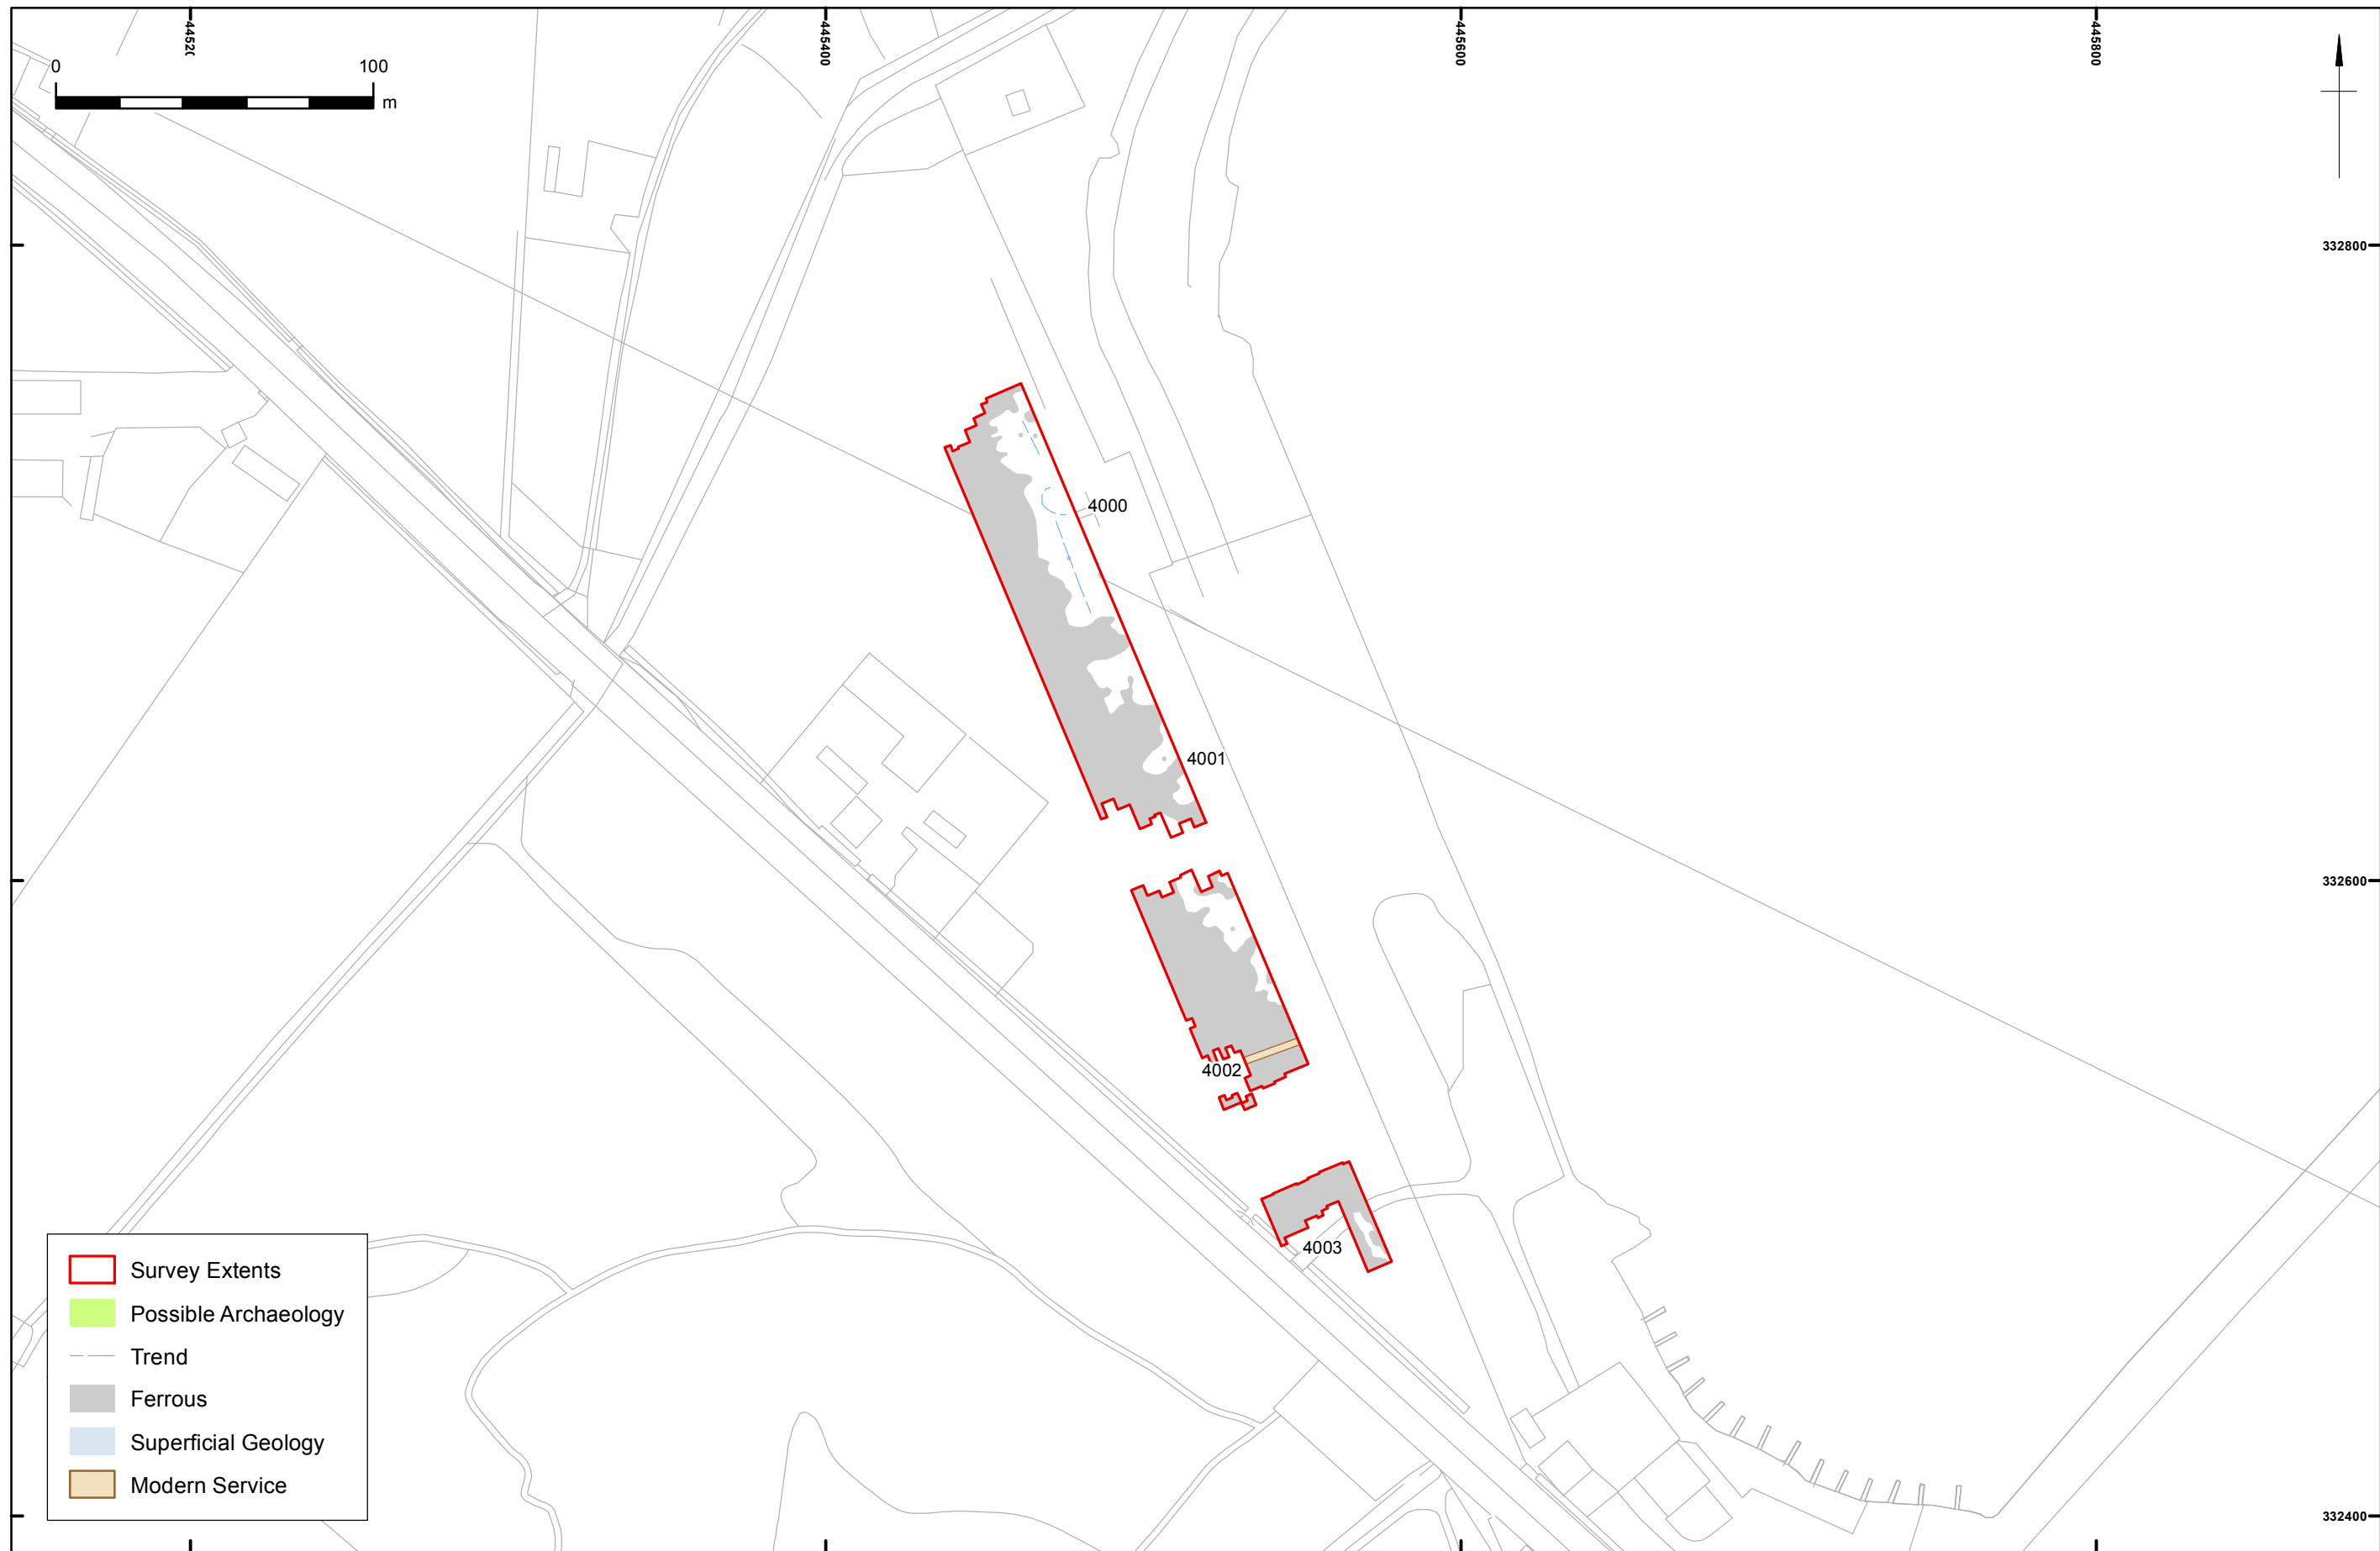 44520
445400
445600
445800
0 100
m
332800
4000
4001
332600
4002
4003
Survey Extents
Possible Archaeology
Trend
Ferrous
Superficial Geology
Modern Service
332400